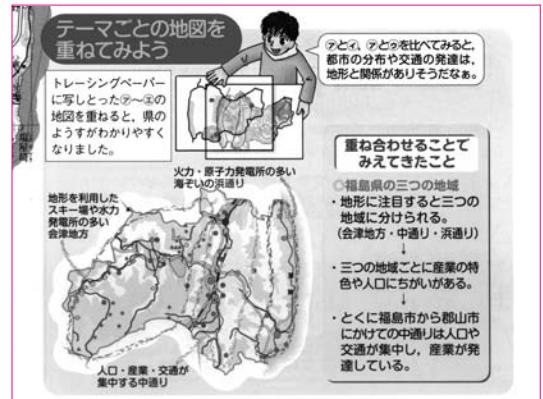 テーマごとの地図を
重ねてみよう
トレーシングペーパー
に写しとった㋐〜㋓の
地図を重ねると，県の
ようすがわかりやすく
なりました。
㋐と㋑，㋐と㋒を比べてみると，
都市の分布や交通の発達は，
地形と関係がありそうだなぁ。
火力・原子力発電所の多い
海ぞいの浜通り
地形を利用した
スキー場や水力
発電所の多い
会津地方
人口・産業・交通が
集中する中通り
重ね合わせることで
みえてきたこと
◎福島県の三つの地域
・地形に注目すると三つの
地域に分けられる。
（会津地方・中通り・浜通り）
↓
・三つの地域ごとに産業の特
色や人口にちがいがある。
↓
・とくに福島市から郡山市
にかけての中通りは人口や
交通が集中し，産業が発
達している。